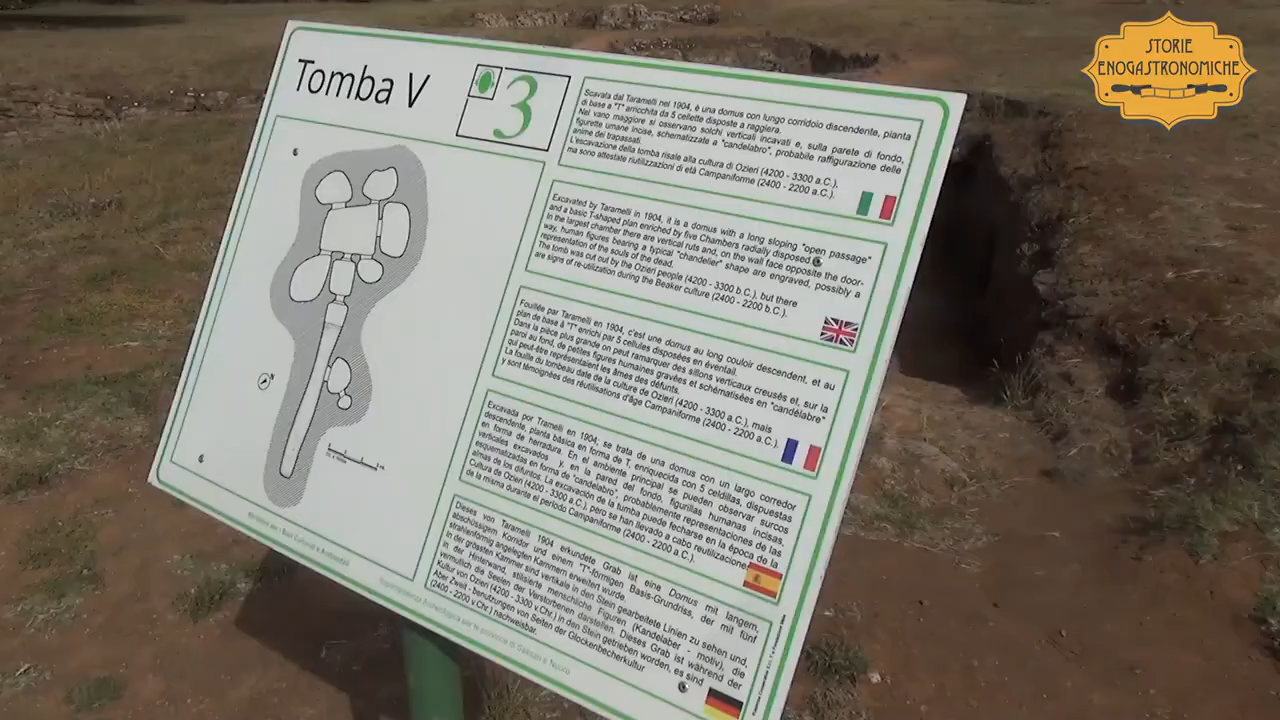 STORIE
ENOGASTRONOMICHE
Tomba V
3
Scavata dal Taramelli nel 1904, è una domus con lungo corridoio discendente, pianta
di base a "T" arricchita da 5 cellette disposte a raggiera.
Nel vano maggiore si osservano solchi verticali incavati e, sulla parete di fondo,
figurette umane incise, schematizzate a "candelabro", probabile raffigurazione delle
anime dei trapassati.
L'escavazione della tomba risale alla cultura di Ozieri (4200 - 3300 a.C.),
ma sono attestate riutilizzazioni di età Campaniforme (2400 - 2200 a.C.).
Excavated by Taramelli in 1904, it is a domus with a long sloping "open passage"
and a basic T-shaped plan enriched by five Chambers radially disposed.
In the largest chamber there are vertical ruts and, on the wall face opposite the door-
way, human figures bearing a typical "chandelier" shape are engraved, possibly a
representation of the souls of the dead.
The tomb was cut out by the Ozieri people (4200 - 3300 b.C.), but there
are signs of re-utilization during the Beaker culture (2400 - 2200 b.C.).
Fouillée par Taramelli en 1904, c'est une domus au long couloir descendent, et au
plan de base à "T" enrichi par 5 cellules disposées en éventail.
Dans la pièce plus grande on peut ramarquer des sillons verticaux creusés et, sur la
paroi au fond, de petites figures humaines gravées et schématisées en "candélabre"
qui peut-être représentaient les âmes des défunts.
La fouille du tombeau date de la culture de Ozieri (4200 - 3300 a.C.), mais
y sont témoignées des réutilisations d'âge Campaniforme (2400 - 2200 a.C.).
Excavada por Tramelli en 1904; se trata de una domus con un largo corredor
descendente, planta básica en forma de T, enriquecida con 5 celdillas, dispuestas
en forma de herradura. En el ambiente principal se pueden observar surcos
verticales excavados y, en la pared del fondo, figurillas humanas incisas,
esquematizadas en forma de "candelabro", probablemente representaciones de las
almas de los difuntos. La excavación de la tumba puede fecharse en la época de la
Cultura de Ozieri (4200 - 3300 a.C.), pero se han llevado a cabo reutilizacione
de la misma durante el período Campaniforme (2400 - 2200 a.C.).
Dieses von Taramelli 1904 erkundete Grab ist eine Domus mit langem,
abschüssigem Korridor und einem "T"-förmigen Basis-Grundriss, der mit fünf
strahlenförmig angelegten Kammern erweitert wurde.
In der grössten Kammer sind vertikale in den Stein gearbeitete Linien zu sehen und,
in der Hinterwand, stilisierte menschliche Figuren (Kandelaber - motiv), die
vermutlich die Seelen der Verstorbenen darstellen. Dieses Grab ist während der
Kultur von Ozieri (4200 - 3300 v.Chr.) in den Stein getrieben worden, es sind
Aber Zweit - benutzungen von Seiten der Glockenbecherkultur
(2400 - 2200 v.Chr.) nachweisbar.